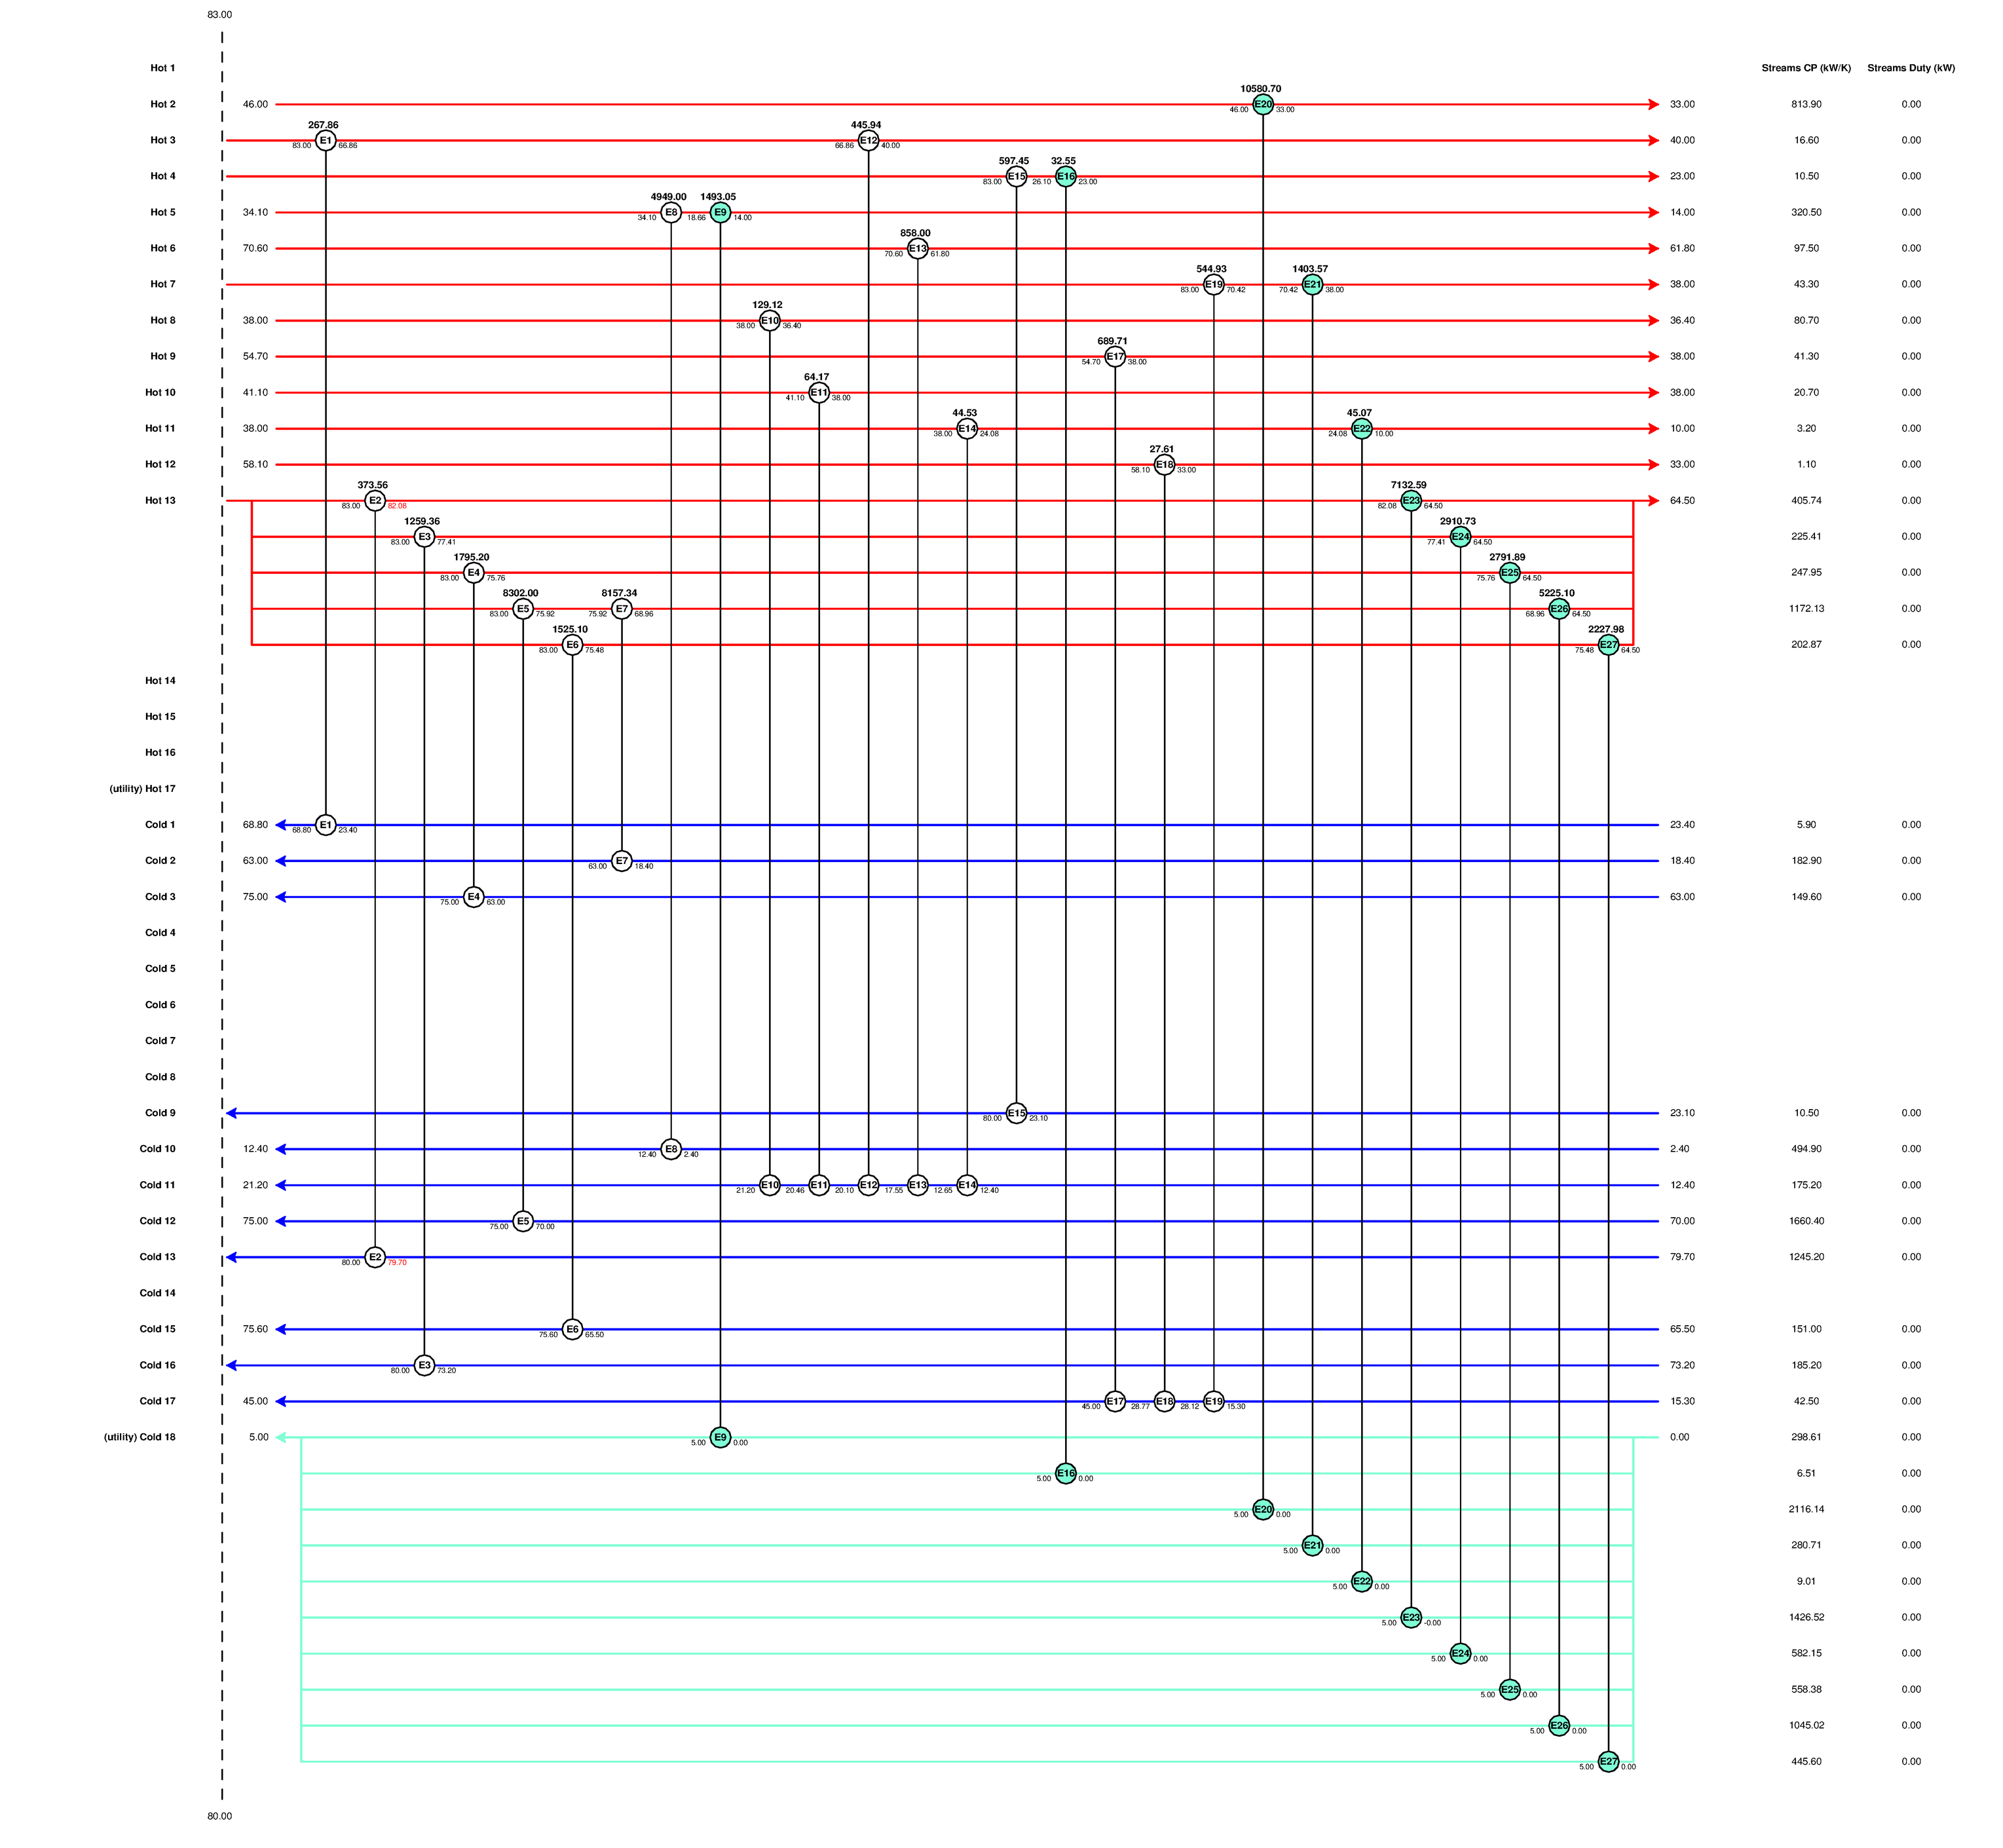 83.00
Hot 1 Streams CP (kW/K) Streams Duty (kW)
10580.70
Hot 2 46.00 E20 33.00 813.90 0.00
46.00 33.00
267.86 445.94
Hot 3 E1 E12 40.00 16.60 0.00
83.00 66.86 66.86 40.00
597.45 32.55
Hot 4 E15 E16 23.00 10.50 0.00
83.00 26.10 23.00
4949.00 1493.05
Hot 5 34.10 E8 E9 14.00 320.50 0.00
34.10 18.66 14.00
858.00
Hot 6 70.60 E13 61.80 97.50 0.00
70.60 61.80
544.93 1403.57
Hot 7 E19 E21 38.00 43.30 0.00
83.00 70.42 70.42 38.00
129.12
Hot 8 38.00 E10 36.40 80.70 0.00
38.00 36.40
689.71
Hot 9 54.70 E17 38.00 41.30 0.00
54.70 38.00
64.17
Hot 10 41.10 E11 38.00 20.70 0.00
41.10 38.00
44.53 45.07
Hot 11 38.00 E14 E22 10.00 3.20 0.00
38.00 24.08 24.08 10.00
27.61
Hot 12 58.10 E18 33.00 1.10 0.00
58.10 33.00
373.56 7132.59
Hot 13 E2 E23 64.50 405.74 0.00
83.00 82.08 82.08 64.50
1259.36 2910.73
E3 E24 225.41 0.00
83.00 77.41 77.41 64.50
1795.20 2791.89
E4 E25 247.95 0.00
83.00 75.76 75.76 64.50
8302.00 8157.34 5225.10
E5 E7 E26 1172.13 0.00
83.00 75.92 75.92 68.96 68.96 64.50
1525.10 2227.98
E6 E27 202.87 0.00
83.00 75.48 75.48 64.50
Hot 14
Hot 15
Hot 16
(utility) Hot 17
Cold 1 68.80 E1 23.40 5.90 0.00
68.80 23.40
Cold 2 63.00 E7 18.40 182.90 0.00
63.00 18.40
Cold 3 75.00 E4 63.00 149.60 0.00
75.00 63.00
Cold 4
Cold 5
Cold 6
Cold 7
Cold 8
Cold 9 E15 23.10 10.50 0.00
80.00 23.10
Cold 10 12.40 E8 2.40 494.90 0.00
12.40 2.40
Cold 11 21.20 E10 E11 E12 E13 E14 12.40 175.20 0.00
21.20 20.46 20.10 17.55 12.65 12.40
Cold 12 75.00 E5 70.00 1660.40 0.00
75.00 70.00
Cold 13 E2 79.70 1245.20 0.00
80.00 79.70
Cold 14
Cold 15 75.60 E6 65.50 151.00 0.00
75.60 65.50
Cold 16 E3 73.20 185.20 0.00
80.00 73.20
Cold 17 45.00 E17 E18 E19 15.30 42.50 0.00
45.00 28.77 28.12 15.30
(utility) Cold 18 5.00 E9 0.00 298.61 0.00
5.00 0.00
E16 6.51 0.00
5.00 0.00
E20 2116.14 0.00
5.00 0.00
E21 280.71 0.00
5.00 0.00
E22 9.01 0.00
5.00 0.00
E23 1426.52 0.00
5.00 -0.00
E24 582.15 0.00
5.00 0.00
E25 558.38 0.00
5.00 0.00
E26 1045.02 0.00
5.00 0.00
E27 445.60 0.00
5.00 0.00
80.00